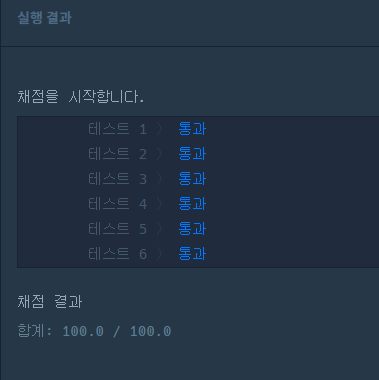 실행 결과
채점을 시작합니다.
테스트 1 〉 통과
테스트 2 〉 통과
테스트 3 〉 통과
테스트 4 〉 통과
테스트 5 〉 통과
테스트 6 〉 통과
채점 결과
합계: 100.0 / 100.0